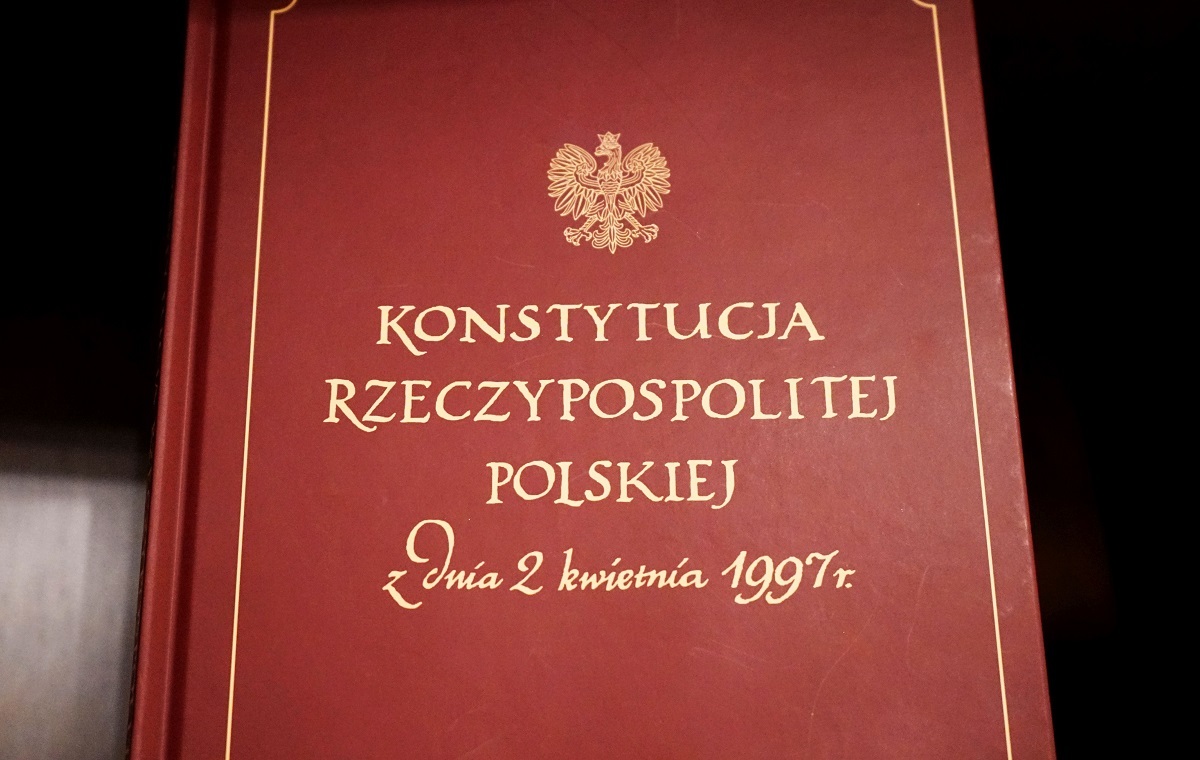 KONSTYTUCJA
RZECZYPOSPOLITEJ
POLSKIEJ
z dnia 2 kwietnia 1997 r.